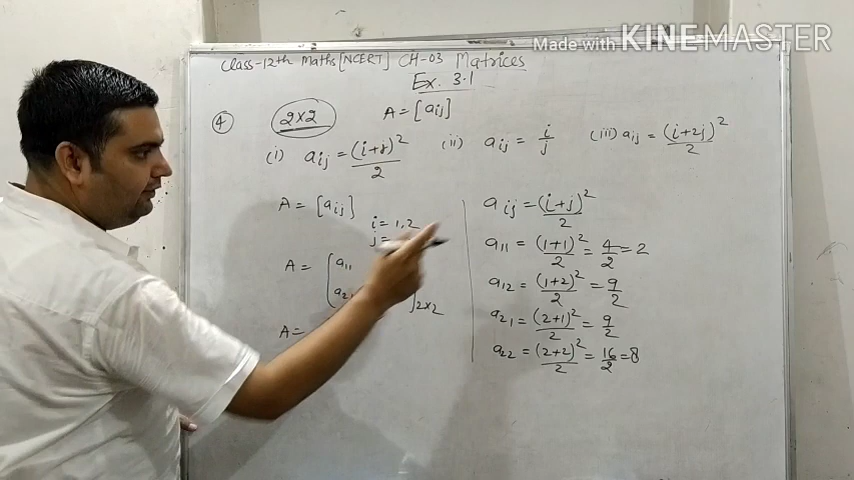 Made with KINEMASTER
Class-12th Maths [NCERT] CH-03 Matrices
Ex. 3.1
④ 2×2 A = [aij]
(i) aij = (i+j)²/2 (ii) aij = i/j (iii) aij = (i+2j)²/2
A = [aij]
i = 1,2
j =
A = [a11
a2
]2×2
A =
aij = (i+j)²/2
a11 = (1+1)²/2 = 4/2 = 2
a12 = (1+2)²/2 = 9/2
a21 = (2+1)²/2 = 9/2
a22 = (2+2)²/2 = 16/2 = 8